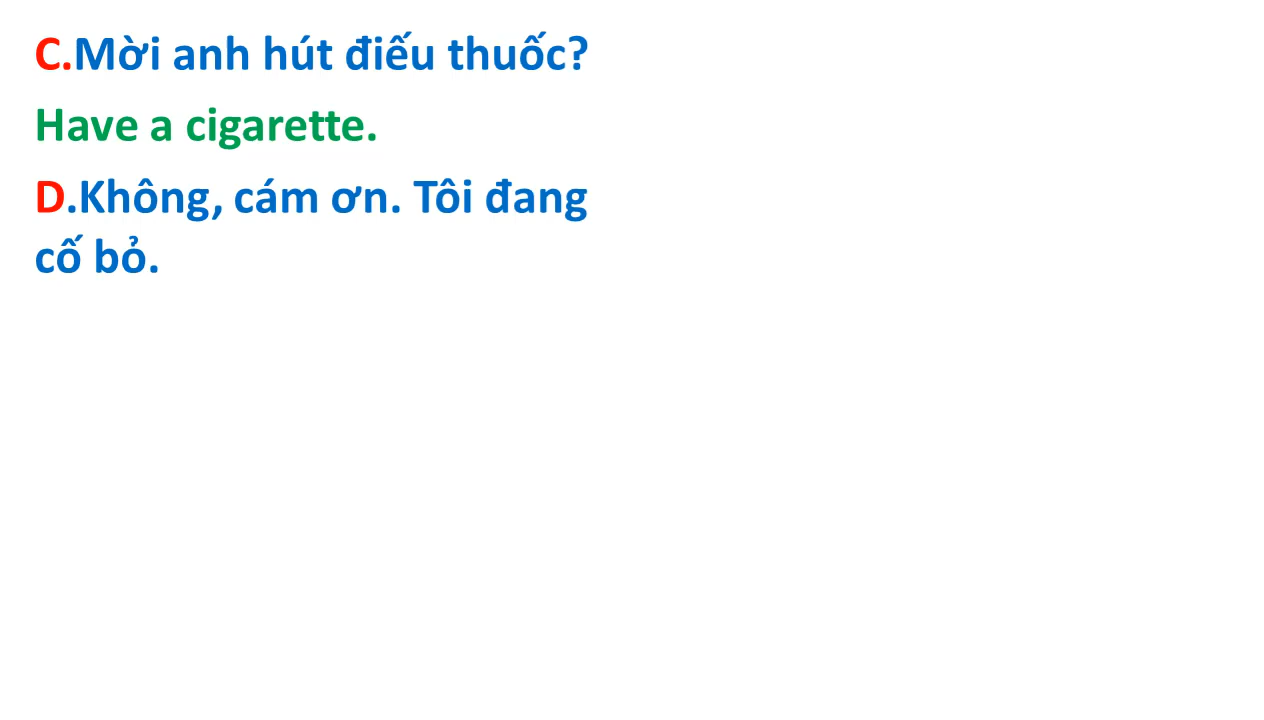 C.Mời anh hút điếu thuốc?
Have a cigarette.
D.Không, cám ơn. Tôi đang
cố bỏ.